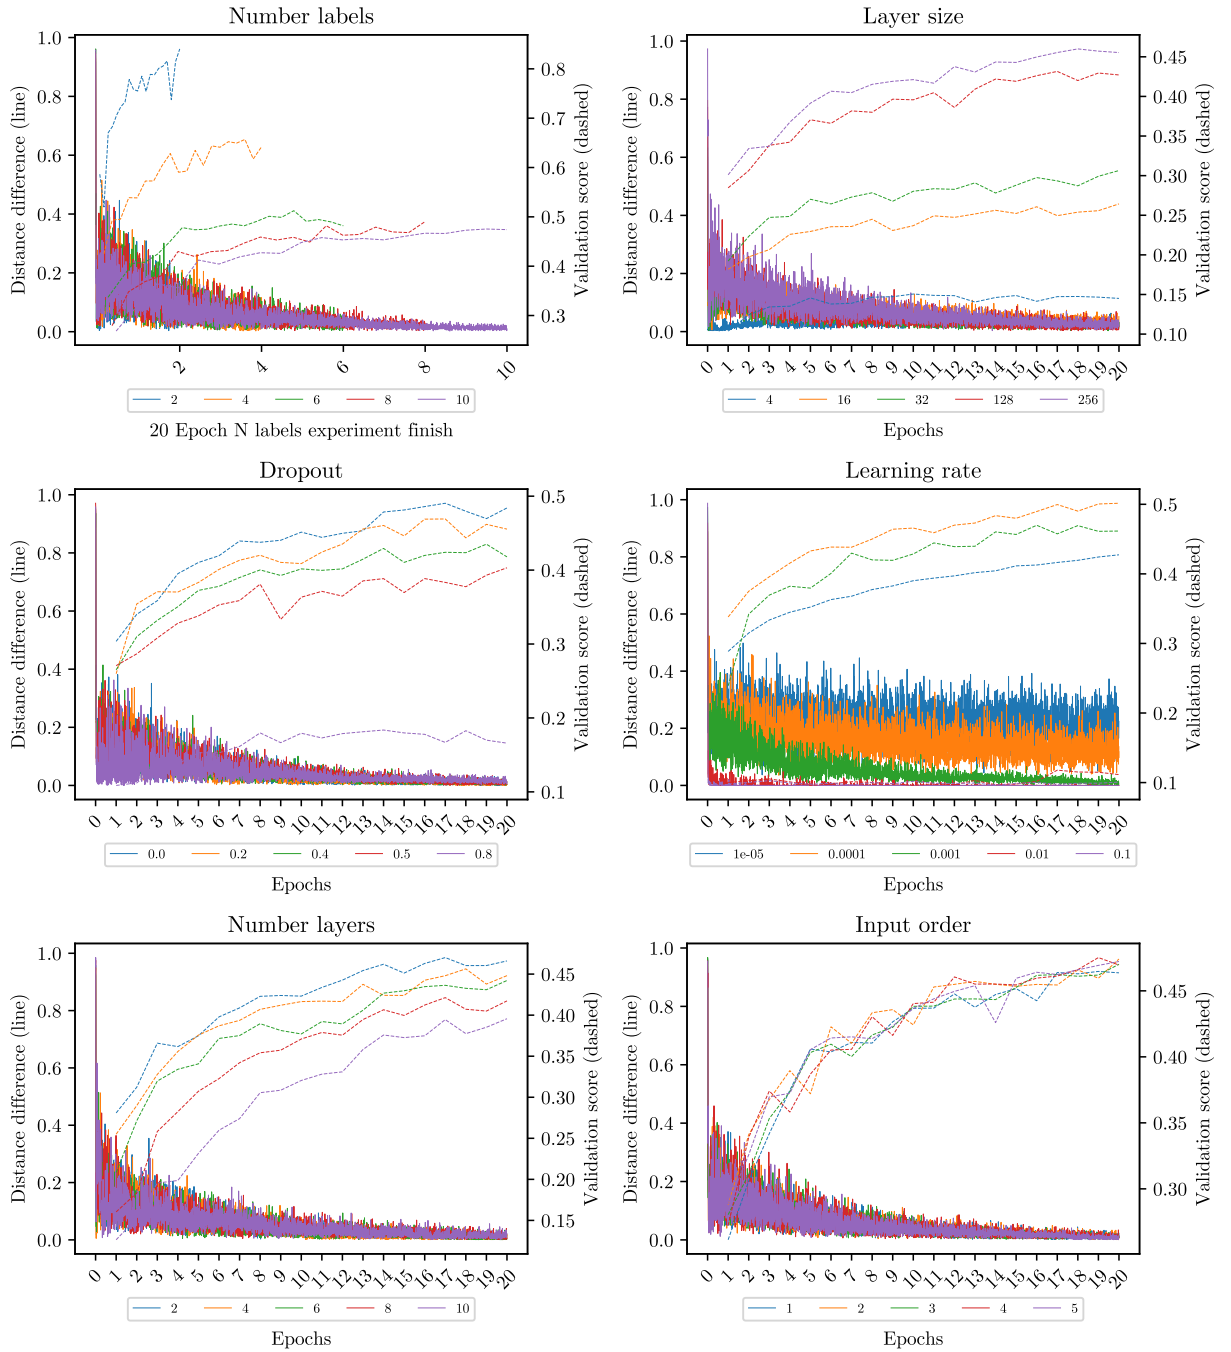 Number labels
1.0
0.8
0.6
0.4
0.2
0.0
Distance difference (line)
0.8
0.7
0.6
0.5
0.4
0.3
Validation score (dashed)
2 4 6 8 10
2 4 6 8 10
20 Epoch N labels experiment finish
Layer size
1.0
0.8
0.6
0.4
0.2
0.0
Distance difference (line)
0.45
0.40
0.35
0.30
0.25
0.20
0.15
0.10
Validation score (dashed)
0 1 2 3 4 5 6 7 8 9 10 11 12 13 14 15 16 17 18 19 20
4 16 32 128 256
Epochs
Dropout
1.0
0.8
0.6
0.4
0.2
0.0
Distance difference (line)
0.5
0.4
0.3
0.2
0.1
Validation score (dashed)
0 1 2 3 4 5 6 7 8 9 10 11 12 13 14 15 16 17 18 19 20
0.0 0.2 0.4 0.5 0.8
Epochs
Learning rate
1.0
0.8
0.6
0.4
0.2
0.0
Distance difference (line)
0.5
0.4
0.3
0.2
0.1
Validation score (dashed)
0 1 2 3 4 5 6 7 8 9 10 11 12 13 14 15 16 17 18 19 20
1e-05 0.0001 0.001 0.01 0.1
Epochs
Number layers
1.0
0.8
0.6
0.4
0.2
0.0
Distance difference (line)
0.45
0.40
0.35
0.30
0.25
0.20
0.15
Validation score (dashed)
0 1 2 3 4 5 6 7 8 9 10 11 12 13 14 15 16 17 18 19 20
2 4 6 8 10
Epochs
Input order
1.0
0.8
0.6
0.4
0.2
0.0
Distance difference (line)
0.45
0.40
0.35
0.30
Validation score (dashed)
0 1 2 3 4 5 6 7 8 9 10 11 12 13 14 15 16 17 18 19 20
1 2 3 4 5
Epochs